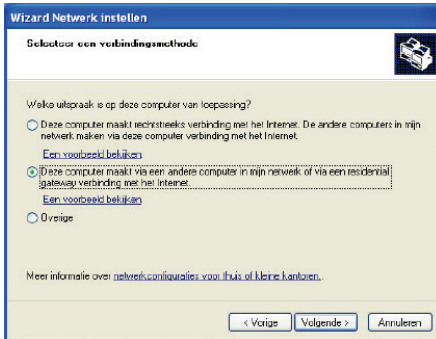 Wizard Netwerk instellen
Selecteer een verbindingsmethode
Welke uitspraak is op deze computer van toepassing?
Deze computer maakt rechtstreeks verbinding met het Internet. De andere computers in mijn
netwerk maken via deze computer verbinding met het Internet.
Een voorbeeld bekijken
Deze computer maakt via een andere computer in mijn netwerk of via een residential
gateway verbinding met het Internet.
Een voorbeeld bekijken
Overige
Meer informatie over netwerkconfiguraties voor thuis of kleine kantoren.
< Vorige Volgende > Annuleren